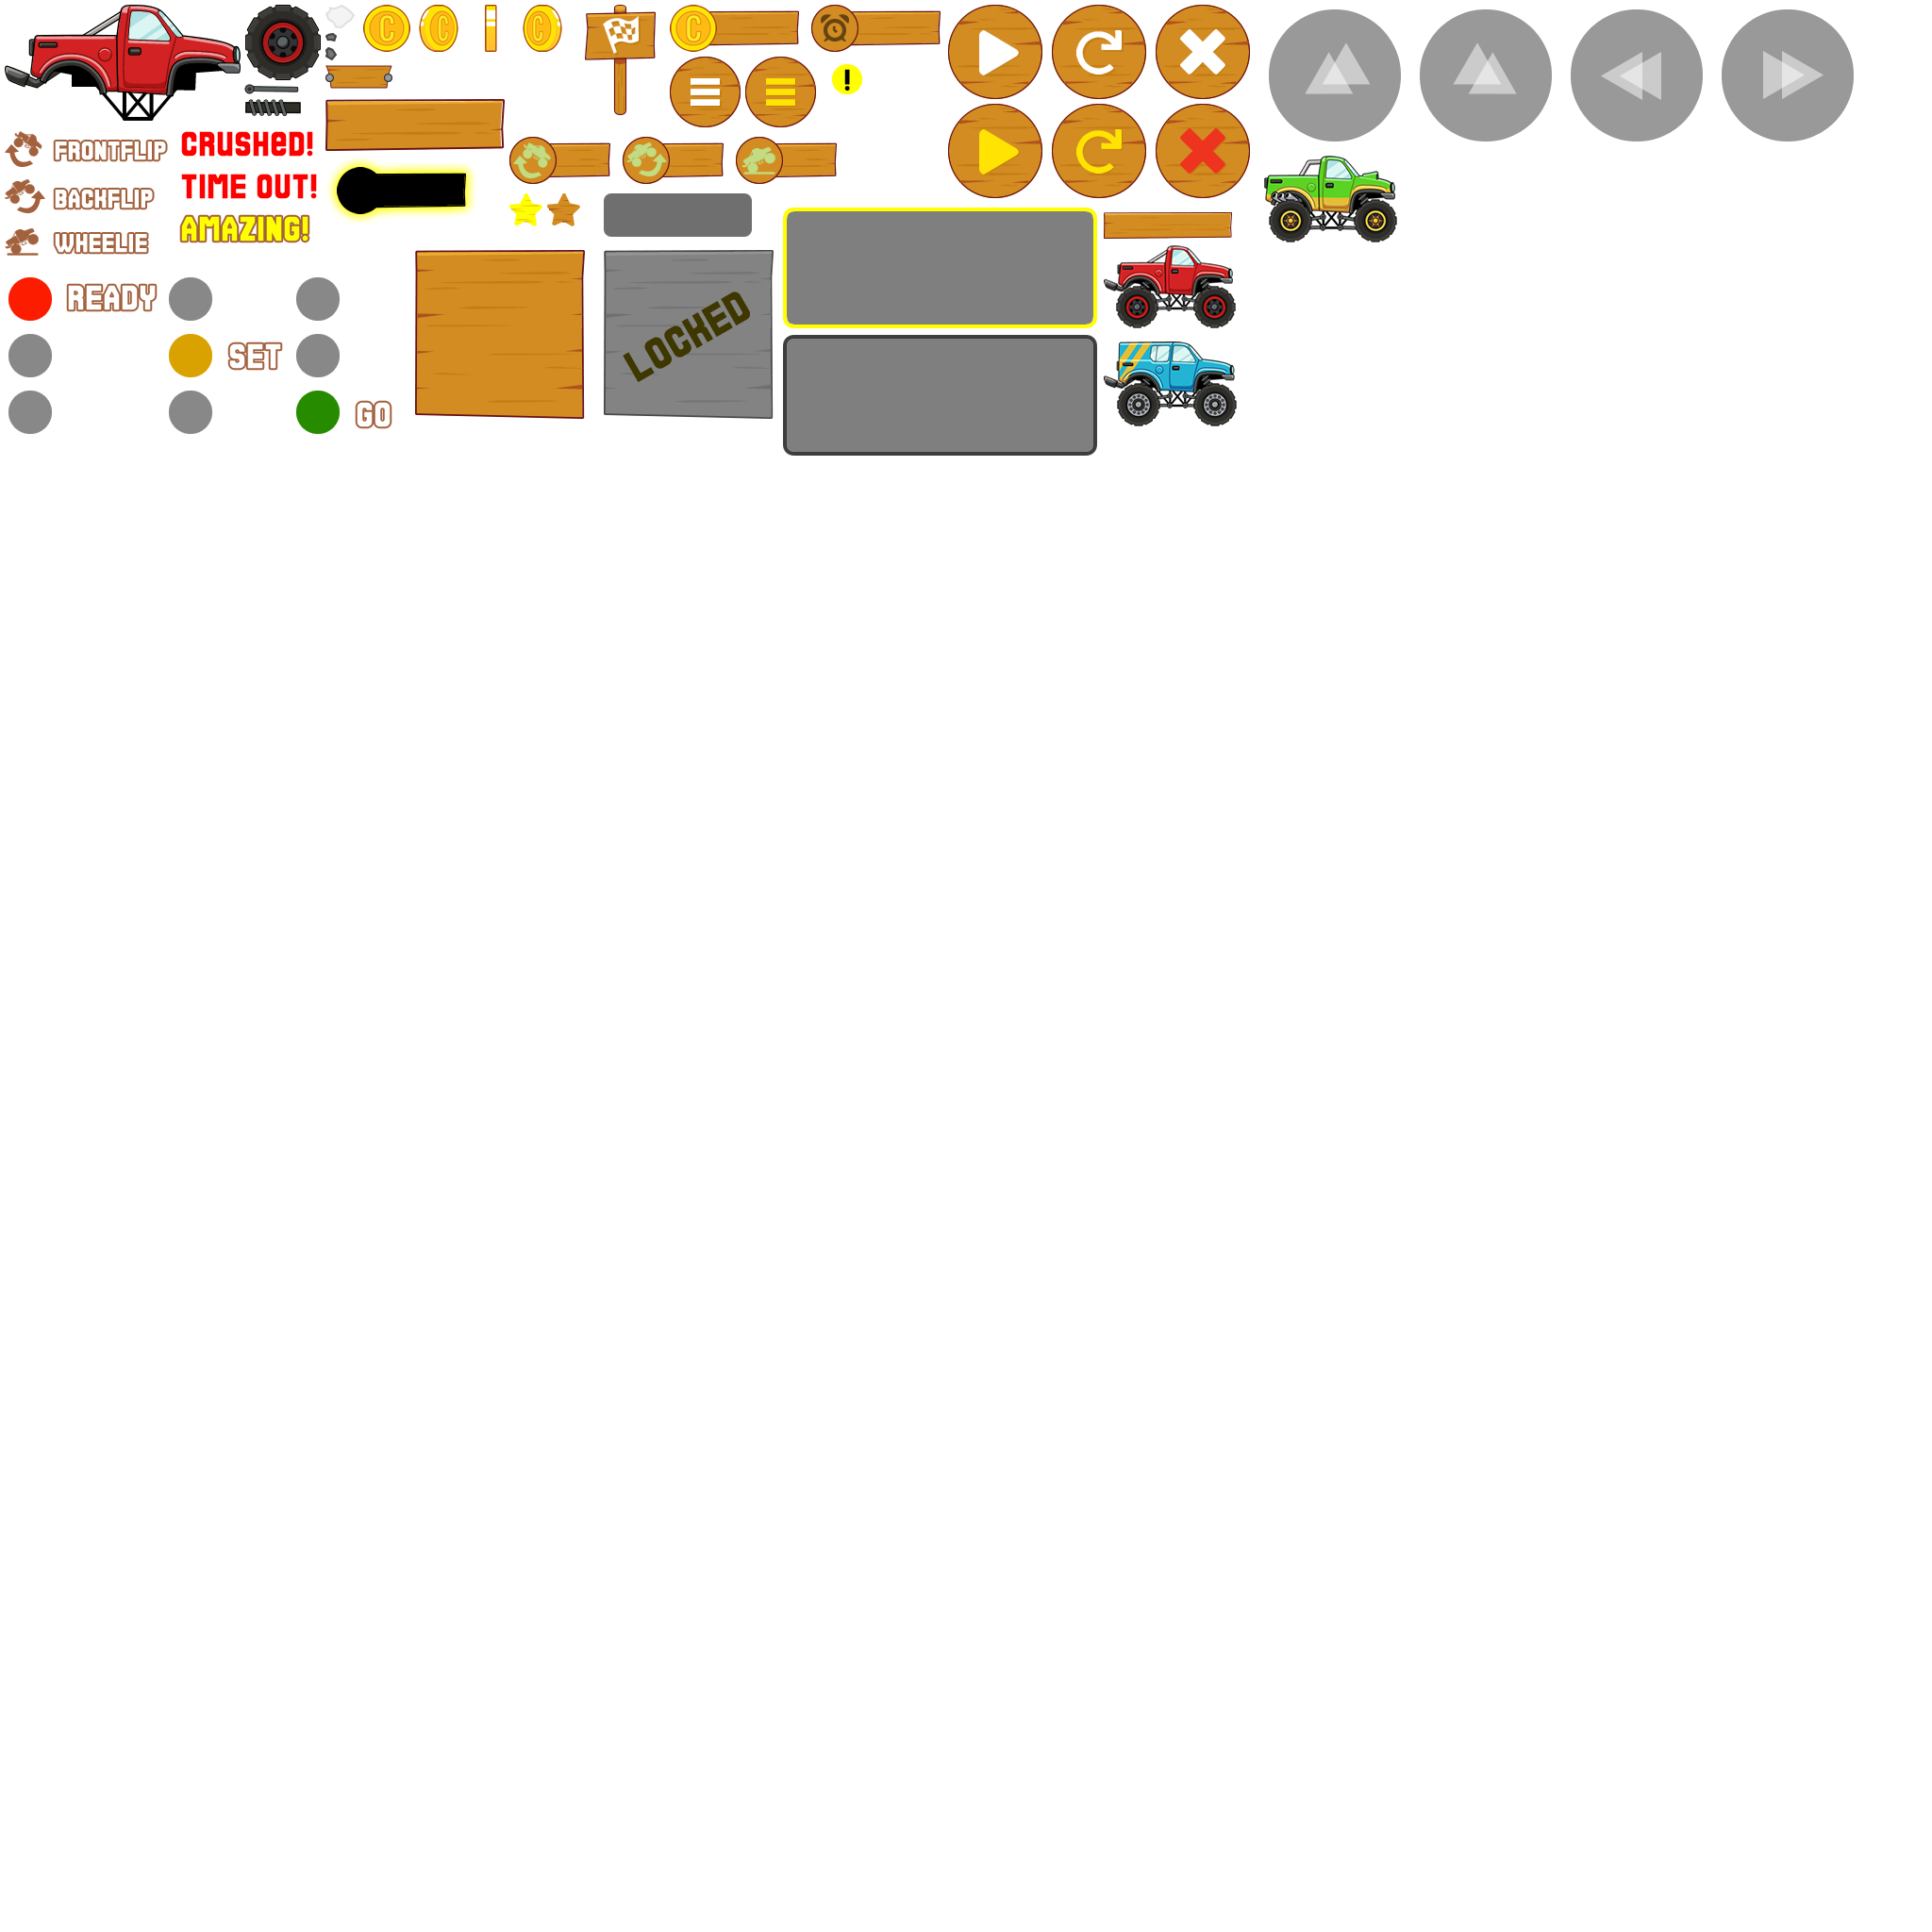 C
C
C
C
!
FRONTFLIP
CRUSHED!
BACKFLIP
TIME OUT!
AMAZING!
WHEELIE
READY
SET
GO
LOCKED